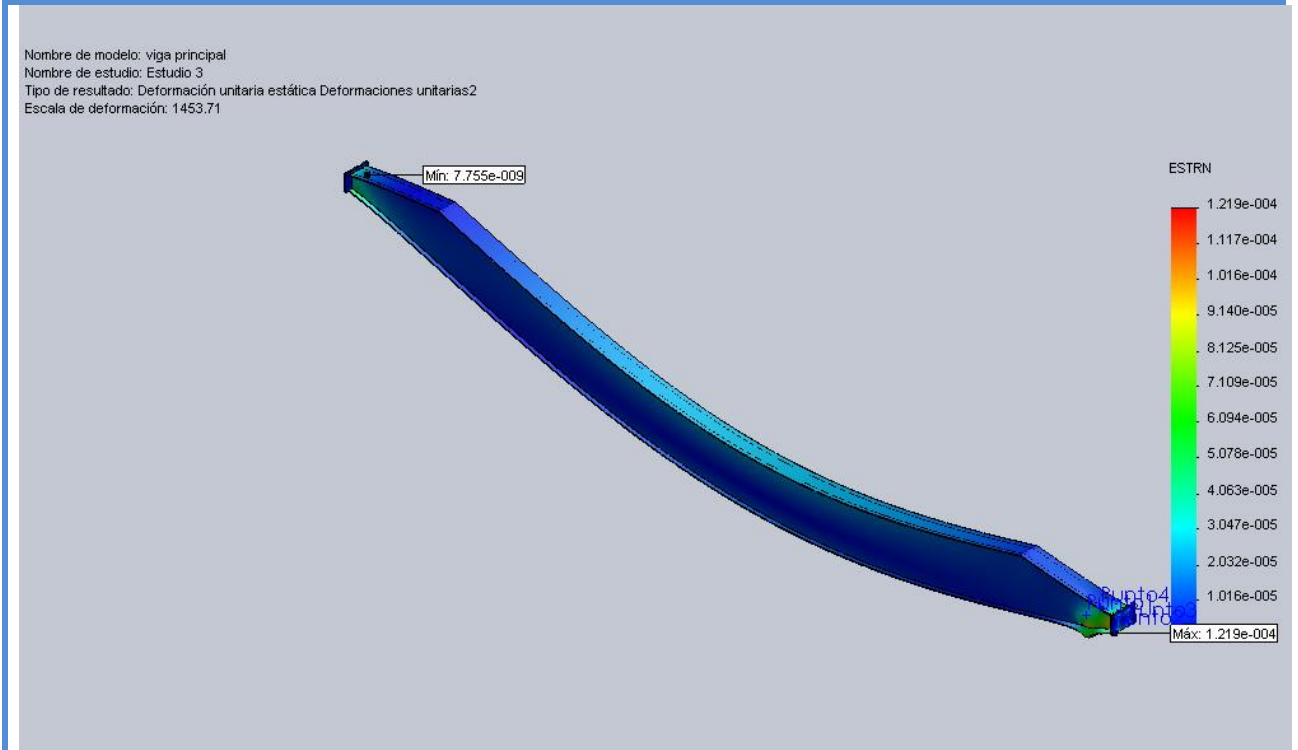 Nombre de modelo: viga principal
Nombre de estudio: Estudio 3
Tipo de resultado: Deformación unitaria estática Deformaciones unitarias2
Escala de deformación: 1453.71
Mín: 7.755e-009
ESTRN
1.219e-004
1.117e-004
1.016e-004
9.140e-005
8.125e-005
7.109e-005
6.094e-005
5.078e-005
4.063e-005
3.047e-005
2.032e-005
1.016e-005
Punto4
Máx: 1.219e-004